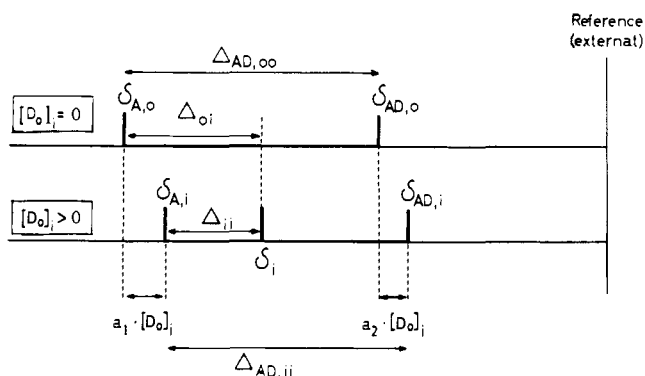 Reference
(externat)
Δ_AD,oo
δ_A,o
δ_AD,o
[D_o]_i = 0
Δ_oi
δ_A,i
δ_AD,i
[D_o]_i > 0
Δ_ii
δ_i
a_1 · [D_o]_i
a_2 · [D_o]_i
Δ_AD,ii